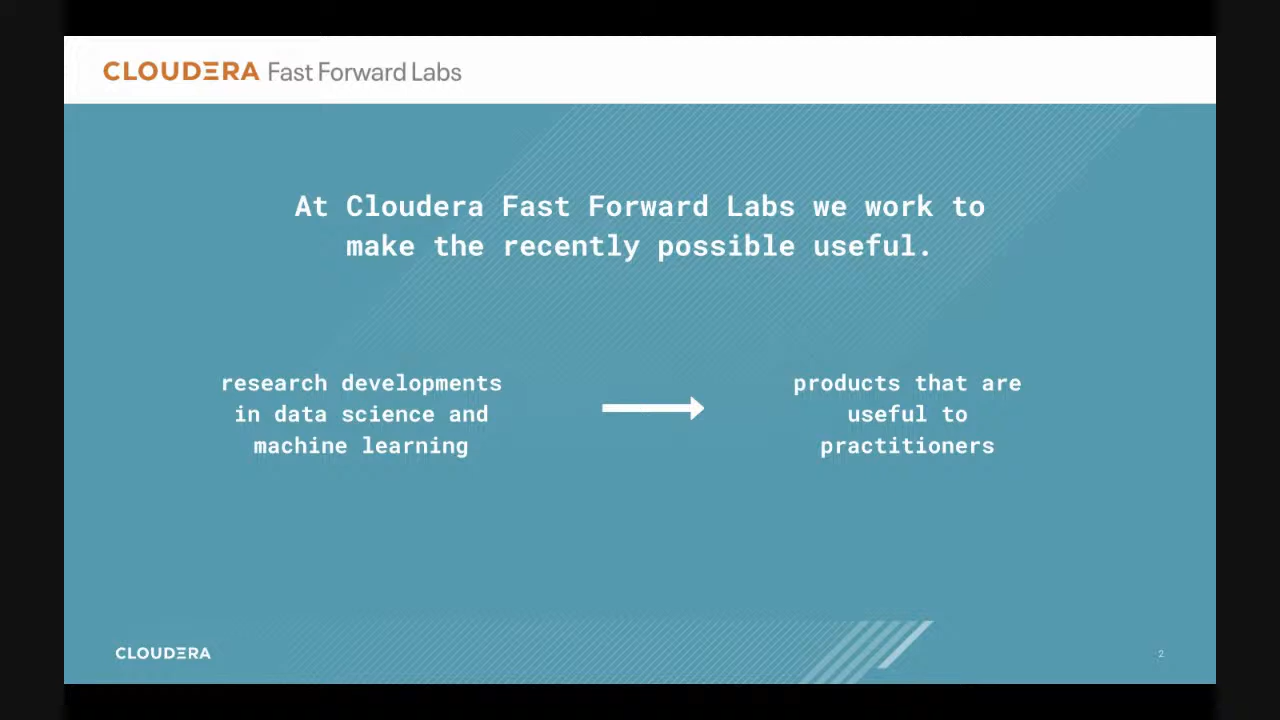 CLOUDERA Fast Forward Labs
At Cloudera Fast Forward Labs we work to
make the recently possible useful.
research developments
in data science and
machine learning
products that are
useful to
practitioners
CLOUDERA
2